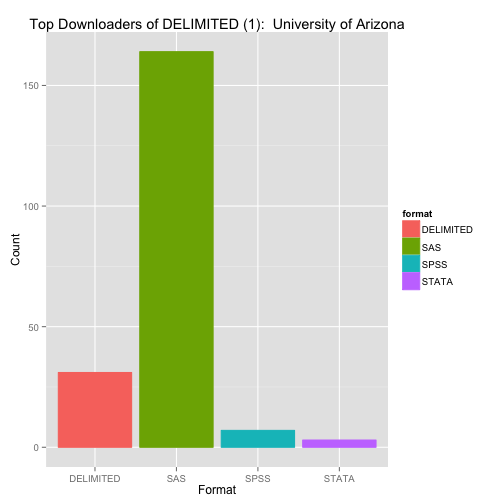 Top Downloaders of DELIMITED (1):  University of Arizona
150
100
50
0
Count
DELIMITED
SAS
SPSS
STATA
Format
format
DELIMITED
SAS
SPSS
STATA